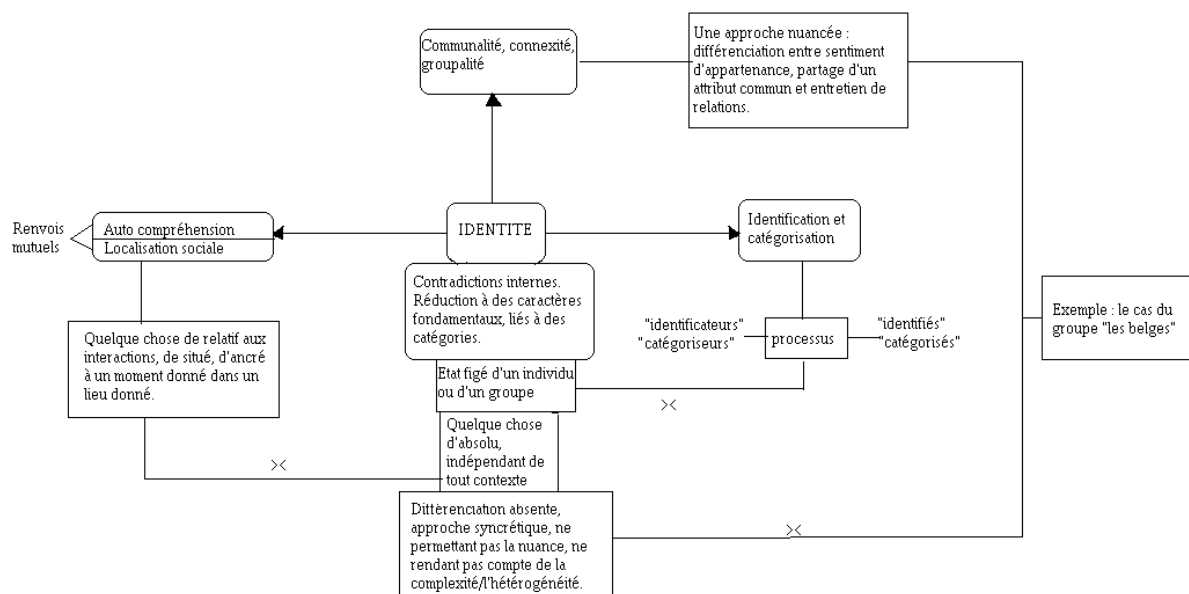 Communalité, connexité,
groupalité
Une approche nuancée :
différenciation entre sentiment
d'appartenance, partage d'un
attribut commun et entretien de
relations.
Renvois
mutuels
Auto compréhension
Localisation sociale
IDENTITE
Identification et
catégorisation
Contradictions internes.
Réduction à des caractères
fondamentaux, liés à des
catégories.
"identificateurs"
"catégoriseurs"
processus
"identifiés"
catégorisés"
Exemple : le cas du
groupe "les belges"
Quelque chose de relatif aux
interactions, de situé, d'ancré
à un moment donné dans un
lieu donné.
Etat figé d'un individu
ou d'un groupe
Quelque chose
d'absolu,
indépendant de
tout contexte
Différenciation absente,
approche syncrétique, ne
permettant pas la nuance, ne
rendant pas compte de la
complexité/l'hétérogénéité.